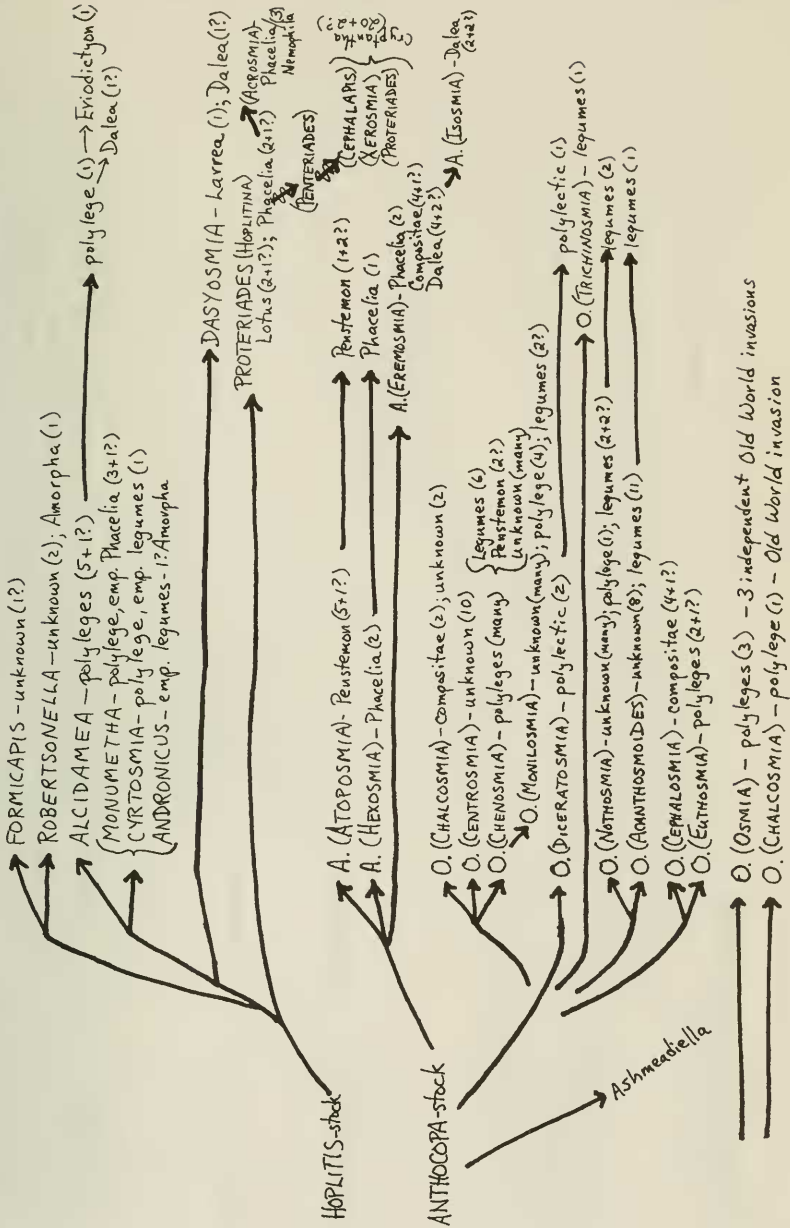 FORMICAPIS - unknown (1?)
ROBERTSONELLA - unknown (2); Amorpha (1)
ALCIDAMEA - polyleges (5+1?)
polylege (1) → Eriodictyon (1)
→ Dalea (1?)
{MONUMETHA - polylege, emp. Phacelia (3+1?)
CYRTOSMIA - polylege, emp. legumes (1)
ANDRONICUS - emp. legumes - 1? Amorpha
DASYOSMIA - Larrea (1); Dalea (1?)
PROTERIADES (HOPLITINA)
Lotus (2+1?); Phacelia (2+1?)
(ACROSMIA) -
Phacelia (3)
Nemophila
(PENTERIADES)
(CEPHALAPIS)
(XEROSMIA)
(PROTERIADES)
Cryptantha
(20+2?)
HOPLITIS-stock
A. (ATOPOSMIA) - Penstemon (5+1?)
Penstemon (1+2?)
A. (HEXOSMIA) - Phacelia (2)
Phacelia (1)
A. (EREMOSMIA) - Phacelia (2)
Compositae (4+1?)
Dalea (4+2?)
A. (ISOSMIA) - Dalea
(2+2?)
ANTHOCOPA-stock
O. (CHALCOSMIA) - compositae (2); unknown (2)
O. (CENTROSMIA) - unknown (10)
O. (CHENOSMIA) - polyleges (many)
{Legumes (6)
Penstemon (2?)
unknown (many)
O. (MONILOSMIA) - unknown (many); polylege (4); legumes (2?)
O. (DICERATOSMIA) - polylectic (2)
polylectic (1)
O. (TRICHINOSMIA) - legumes (1)
O. (NOTHOSMIA) - unknown (many); polylege (1); legumes (2+2?)
legumes (2)
O. (ACANTHOSMOIDES) - unknown (8); legumes (11)
legumes (1)
O. (CEPHALOSMIA) - compositae (4+1?)
O. (EUTHOSMIA) - polyleges (2+1?)
Ashmeadiella
O. (OSMIA) - polyleges (3) - 3 independent Old World invasions
O. (CHALCOSMIA) - polylege (1) - Old World invasion